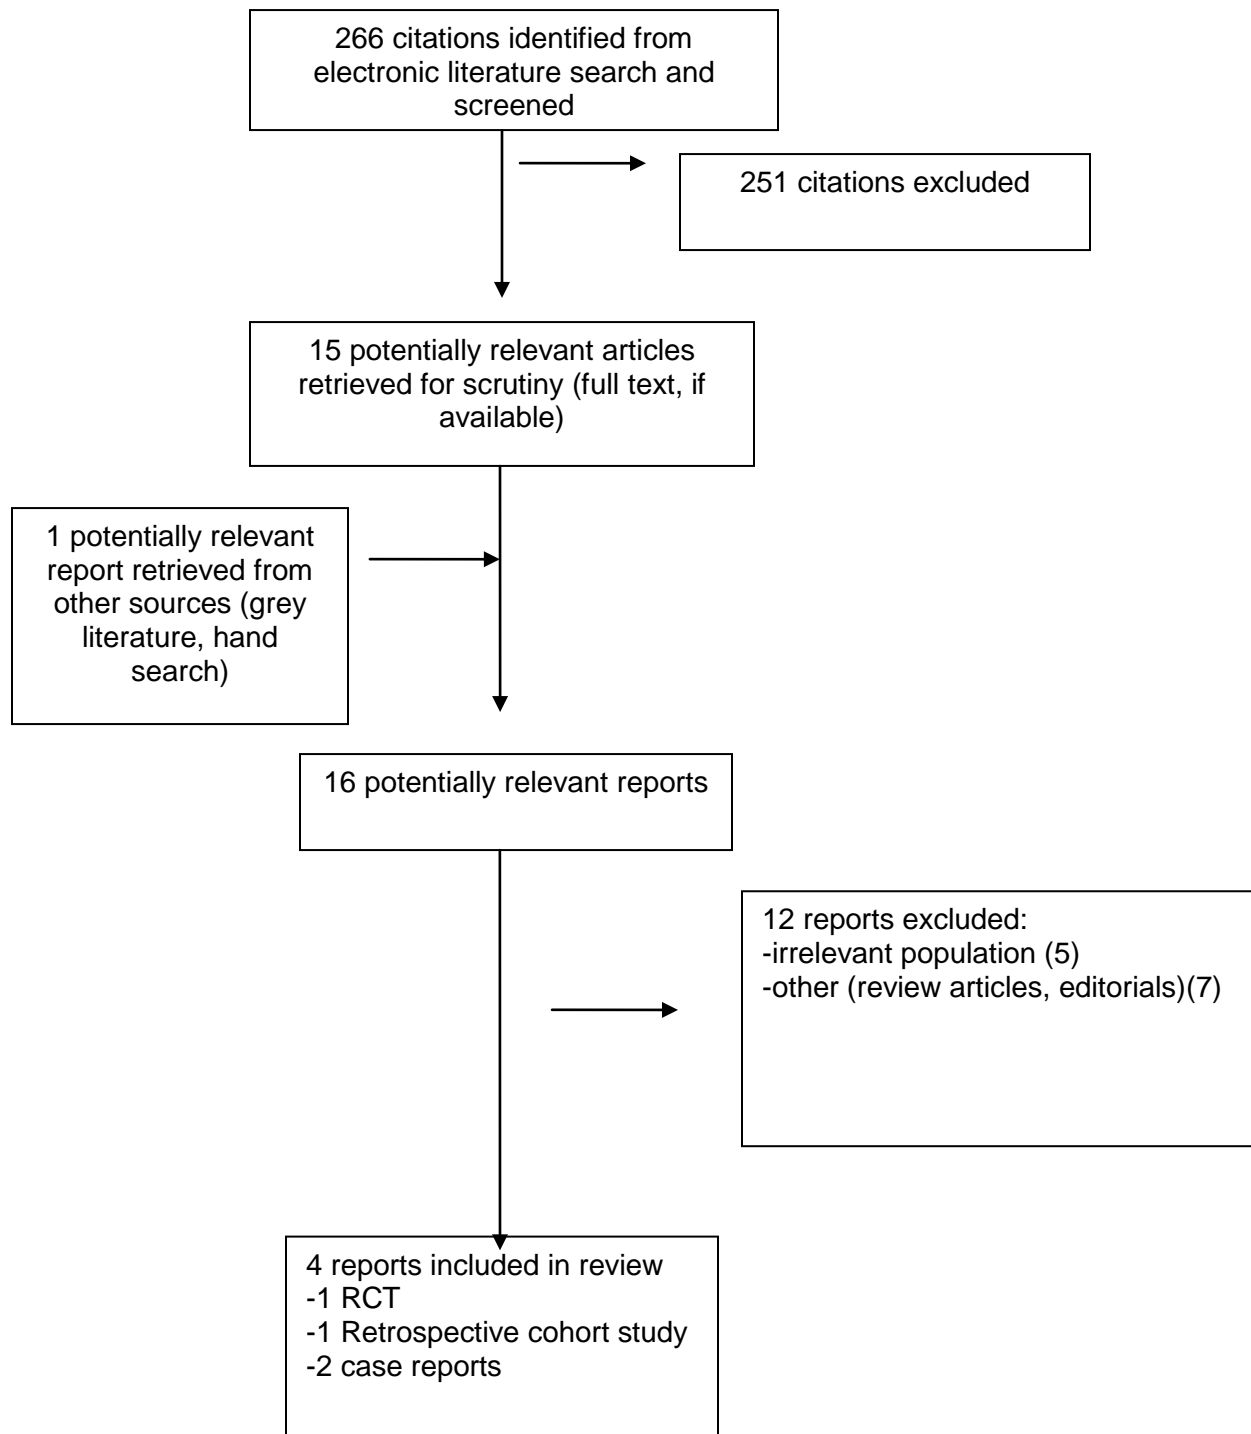 266 citations identified from
electronic literature search and
screened
251 citations excluded
15 potentially relevant articles
retrieved for scrutiny (full text, if
available)
1 potentially relevant
report retrieved from
other sources (grey
literature, hand
search)
16 potentially relevant reports
12 reports excluded:
-irrelevant population (5)
-other (review articles, editorials)(7)
4 reports included in review
-1 RCT
-1 Retrospective cohort study
-2 case reports